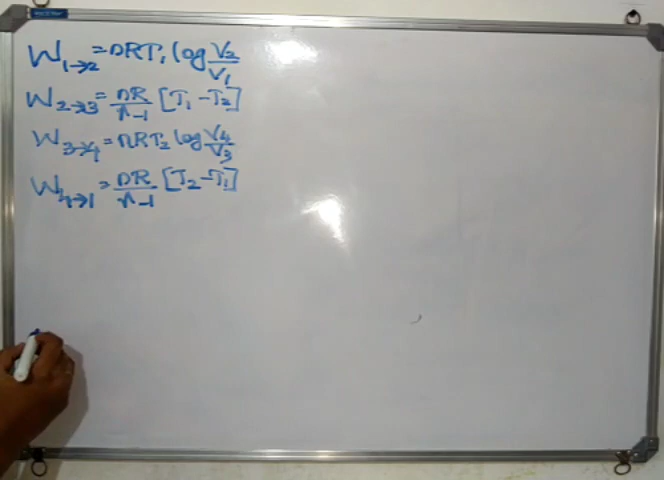 W₁→₂ = nRT₁ log V₂/V₁
W₂→₃ = nR/γ-1 [T₁ - T₂]
W₃→₄ = nRT₂ log V₄/V₃
W₄→₁ = nR/γ-1 [T₂ - T₁]